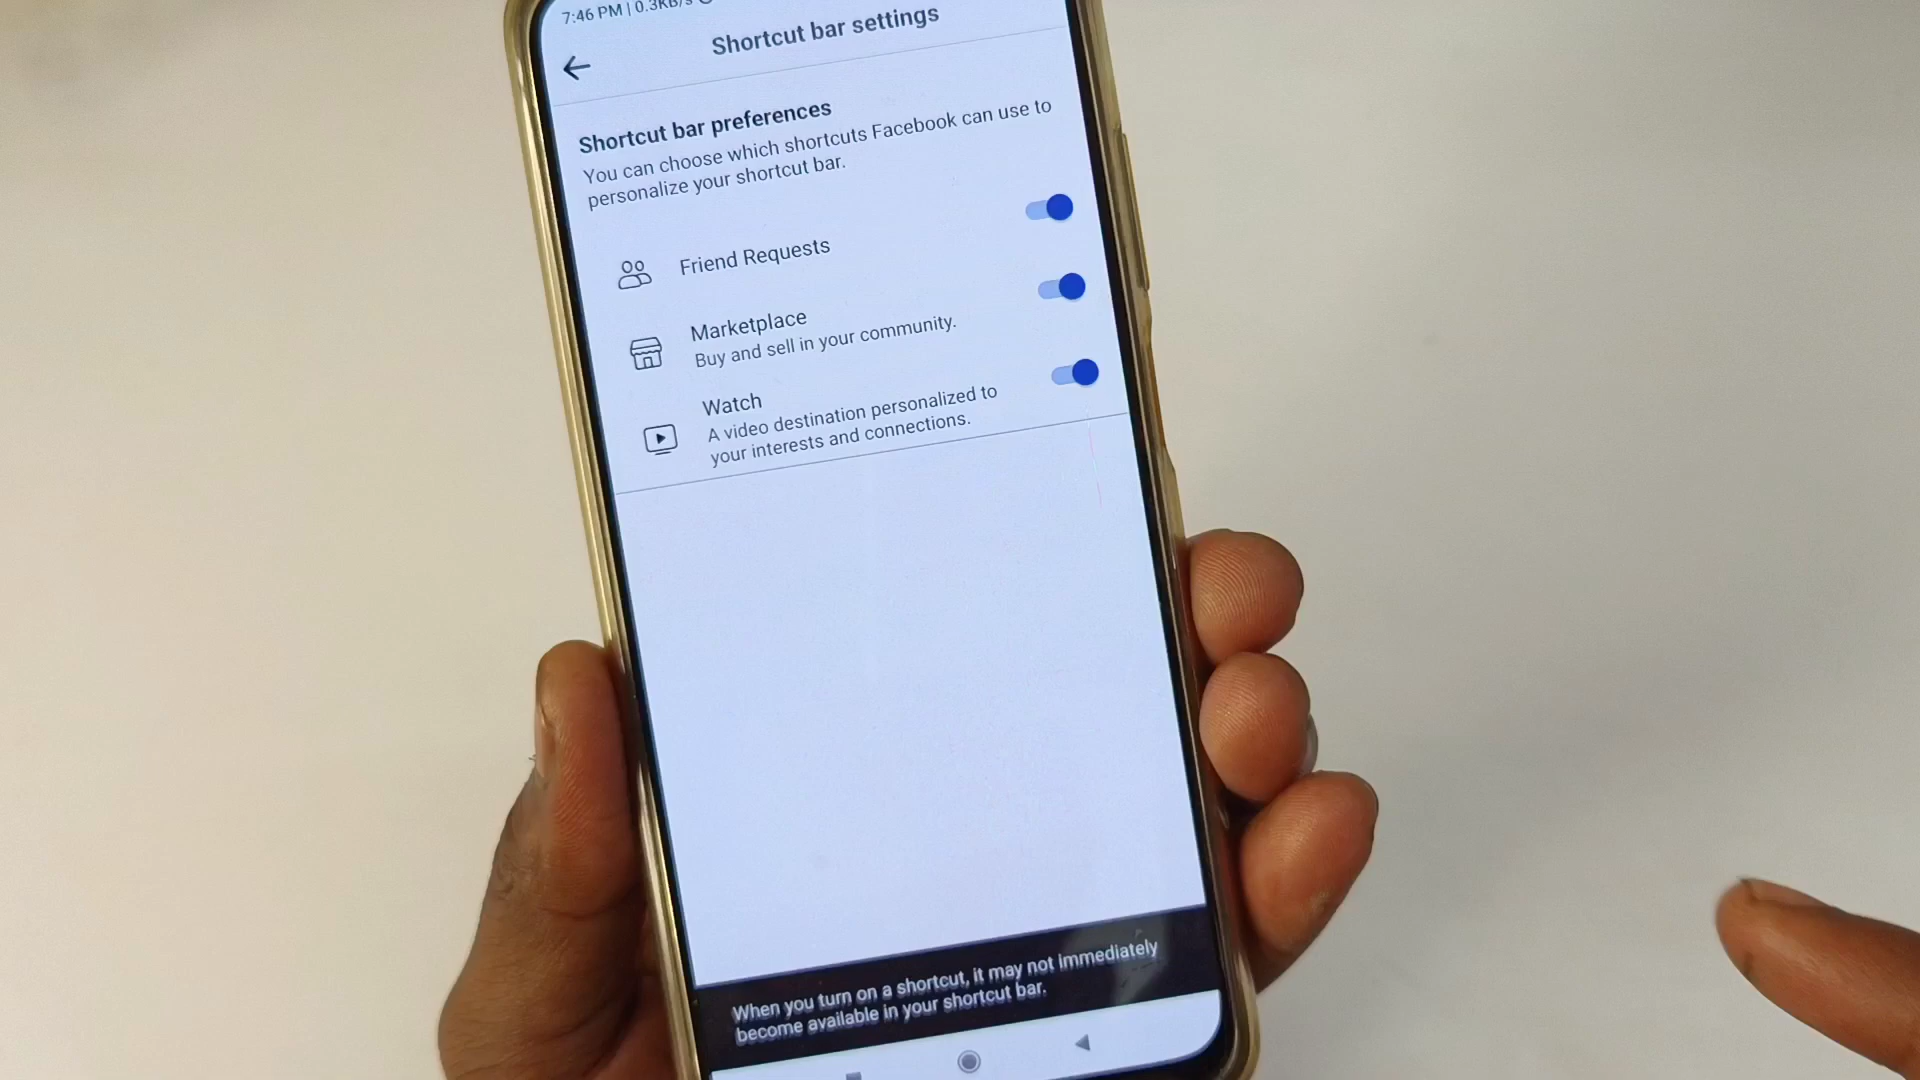 7:46 PM | 0.3KB/s
Shortcut bar settings
Shortcut bar preferences
You can choose which shortcuts Facebook can use to
personalize your shortcut bar.
Friend Requests
Marketplace
Buy and sell in your community.
Watch
A video destination personalized to
your interests and connections.
When you turn on a shortcut, it may not immediately
become available in your shortcut bar.